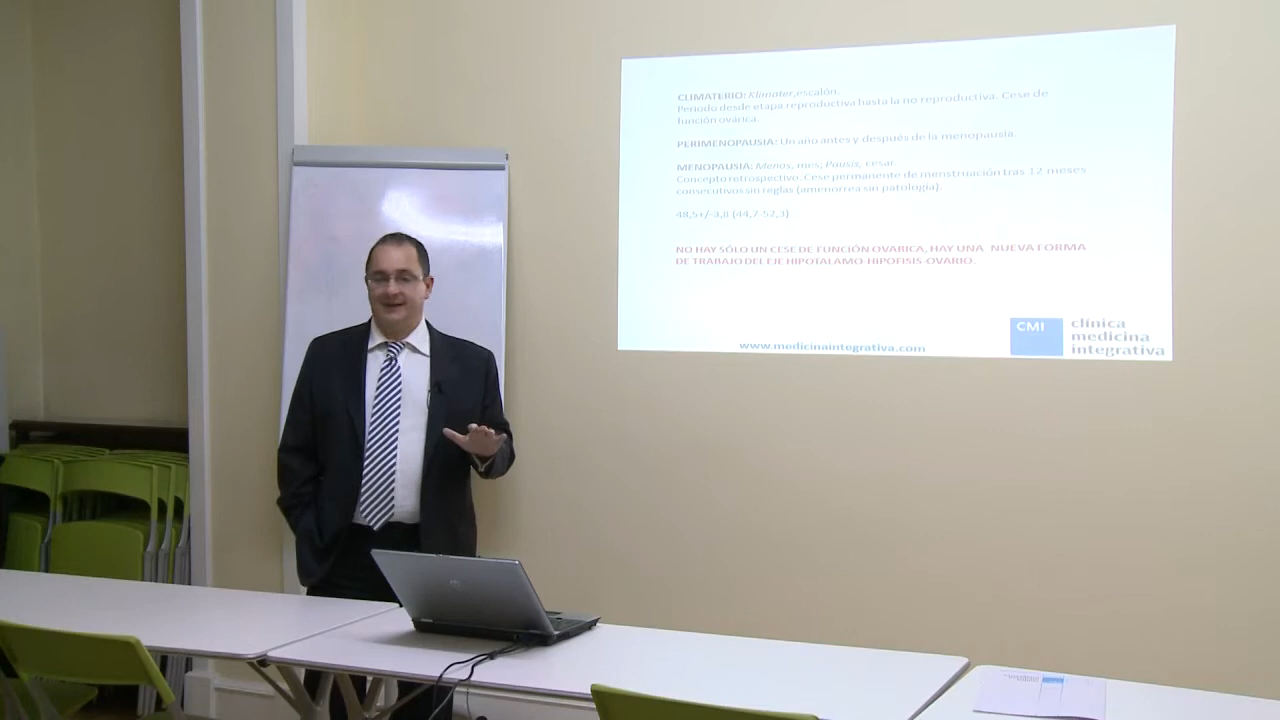 CLIMATERIO: Klimater,escalón.
Periodo desde etapa reproductiva hasta la no reproductiva. Cese de
función ovárica.
PERIMENOPAUSIA: Un año antes y después de la menopausia.
MENOPAUSIA: Menos, mes; Pausis, cesar.
Concepto retrospectivo. Cese permanente de menstruación tras 12 meses
consecutivos sin reglas (amenorrea sin patología).
48,5+/-3,8 (44,7-52,3)
NO HAY SÓLO UN CESE DE FUNCIÓN OVARICA, HAY UNA NUEVA FORMA
DE TRABAJO DEL EJE HIPOTALAMO-HIPOFISIS-OVARIO.
www.medicinaintegrativa.com
CMI
clínica
medicina
integrativa